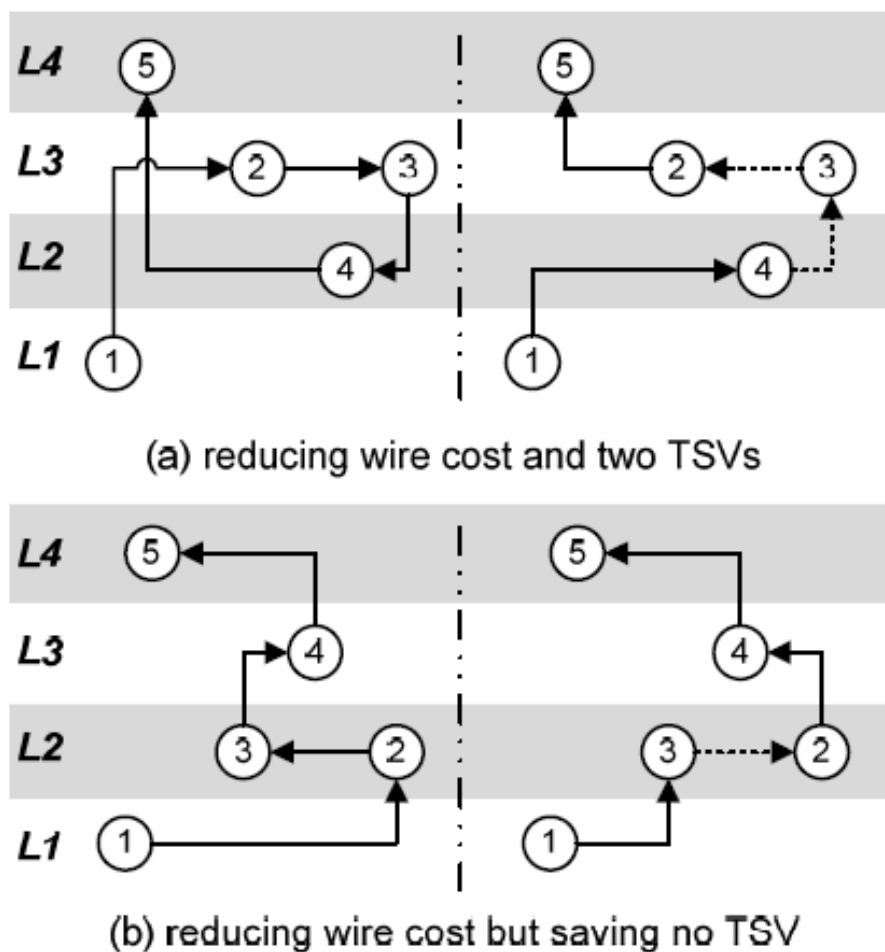 L4 5 5
L3 2 3 2 3
L2 4 4
L1 1 1
(a) reducing wire cost and two TSVs
L4 5 5
L3 4 4
L2 3 2 3 2
L1 1 1
(b) reducing wire cost but saving no TSV